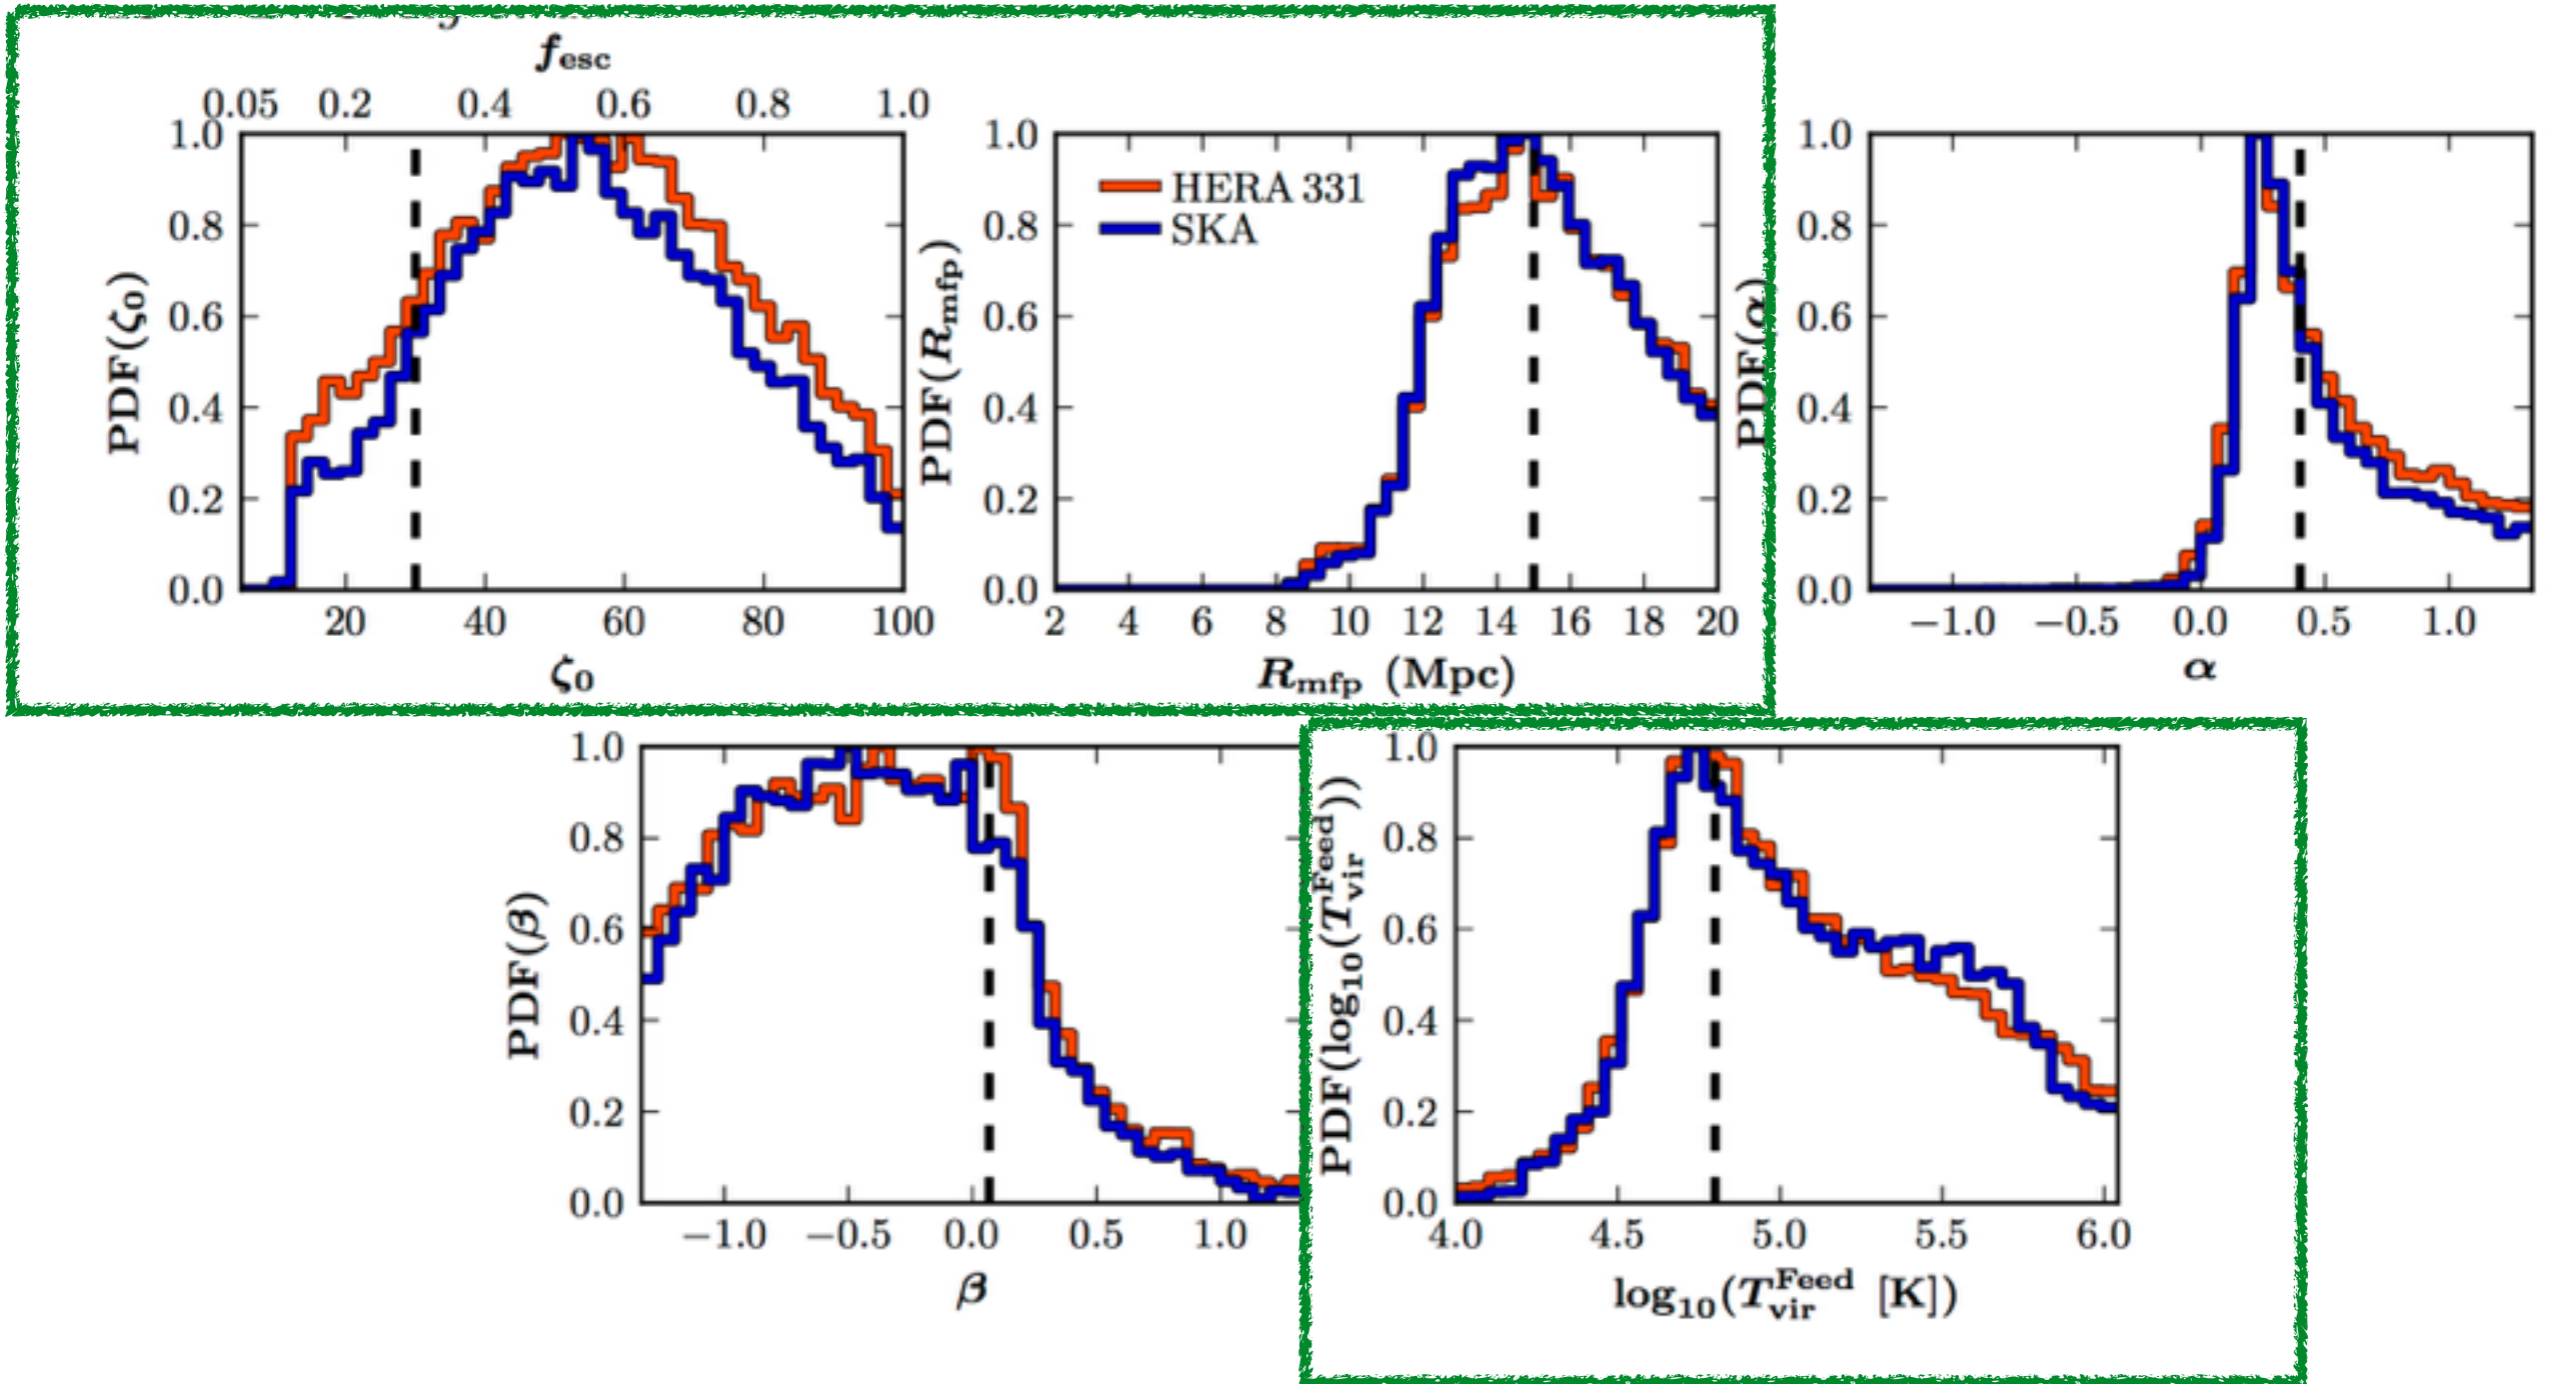 f_esc
0.05 0.2 0.4 0.6 0.8 1.0
1.0 0.8 0.6 0.4 0.2 0.0
PDF(ζ₀)
20 40 60 80 100
ζ₀
HERA 331
SKA
1.0 0.8 0.6 0.4 0.2 0.0
PDF(R_mfp)
2 4 6 8 10 12 14 16 18 20
R_mfp (Mpc)
1.0 0.8 0.6 0.4 0.2 0.0
PDF(α)
−1.0 −0.5 0.0 0.5 1.0
α
1.0 0.8 0.6 0.4 0.2 0.0
PDF(β)
−1.0 −0.5 0.0 0.5 1.0
β
1.0 0.8 0.6 0.4 0.2 0.0
PDF(log₁₀(T_vir^Feed))
4.0 4.5 5.0 5.5 6.0
log₁₀(T_vir^Feed [K])